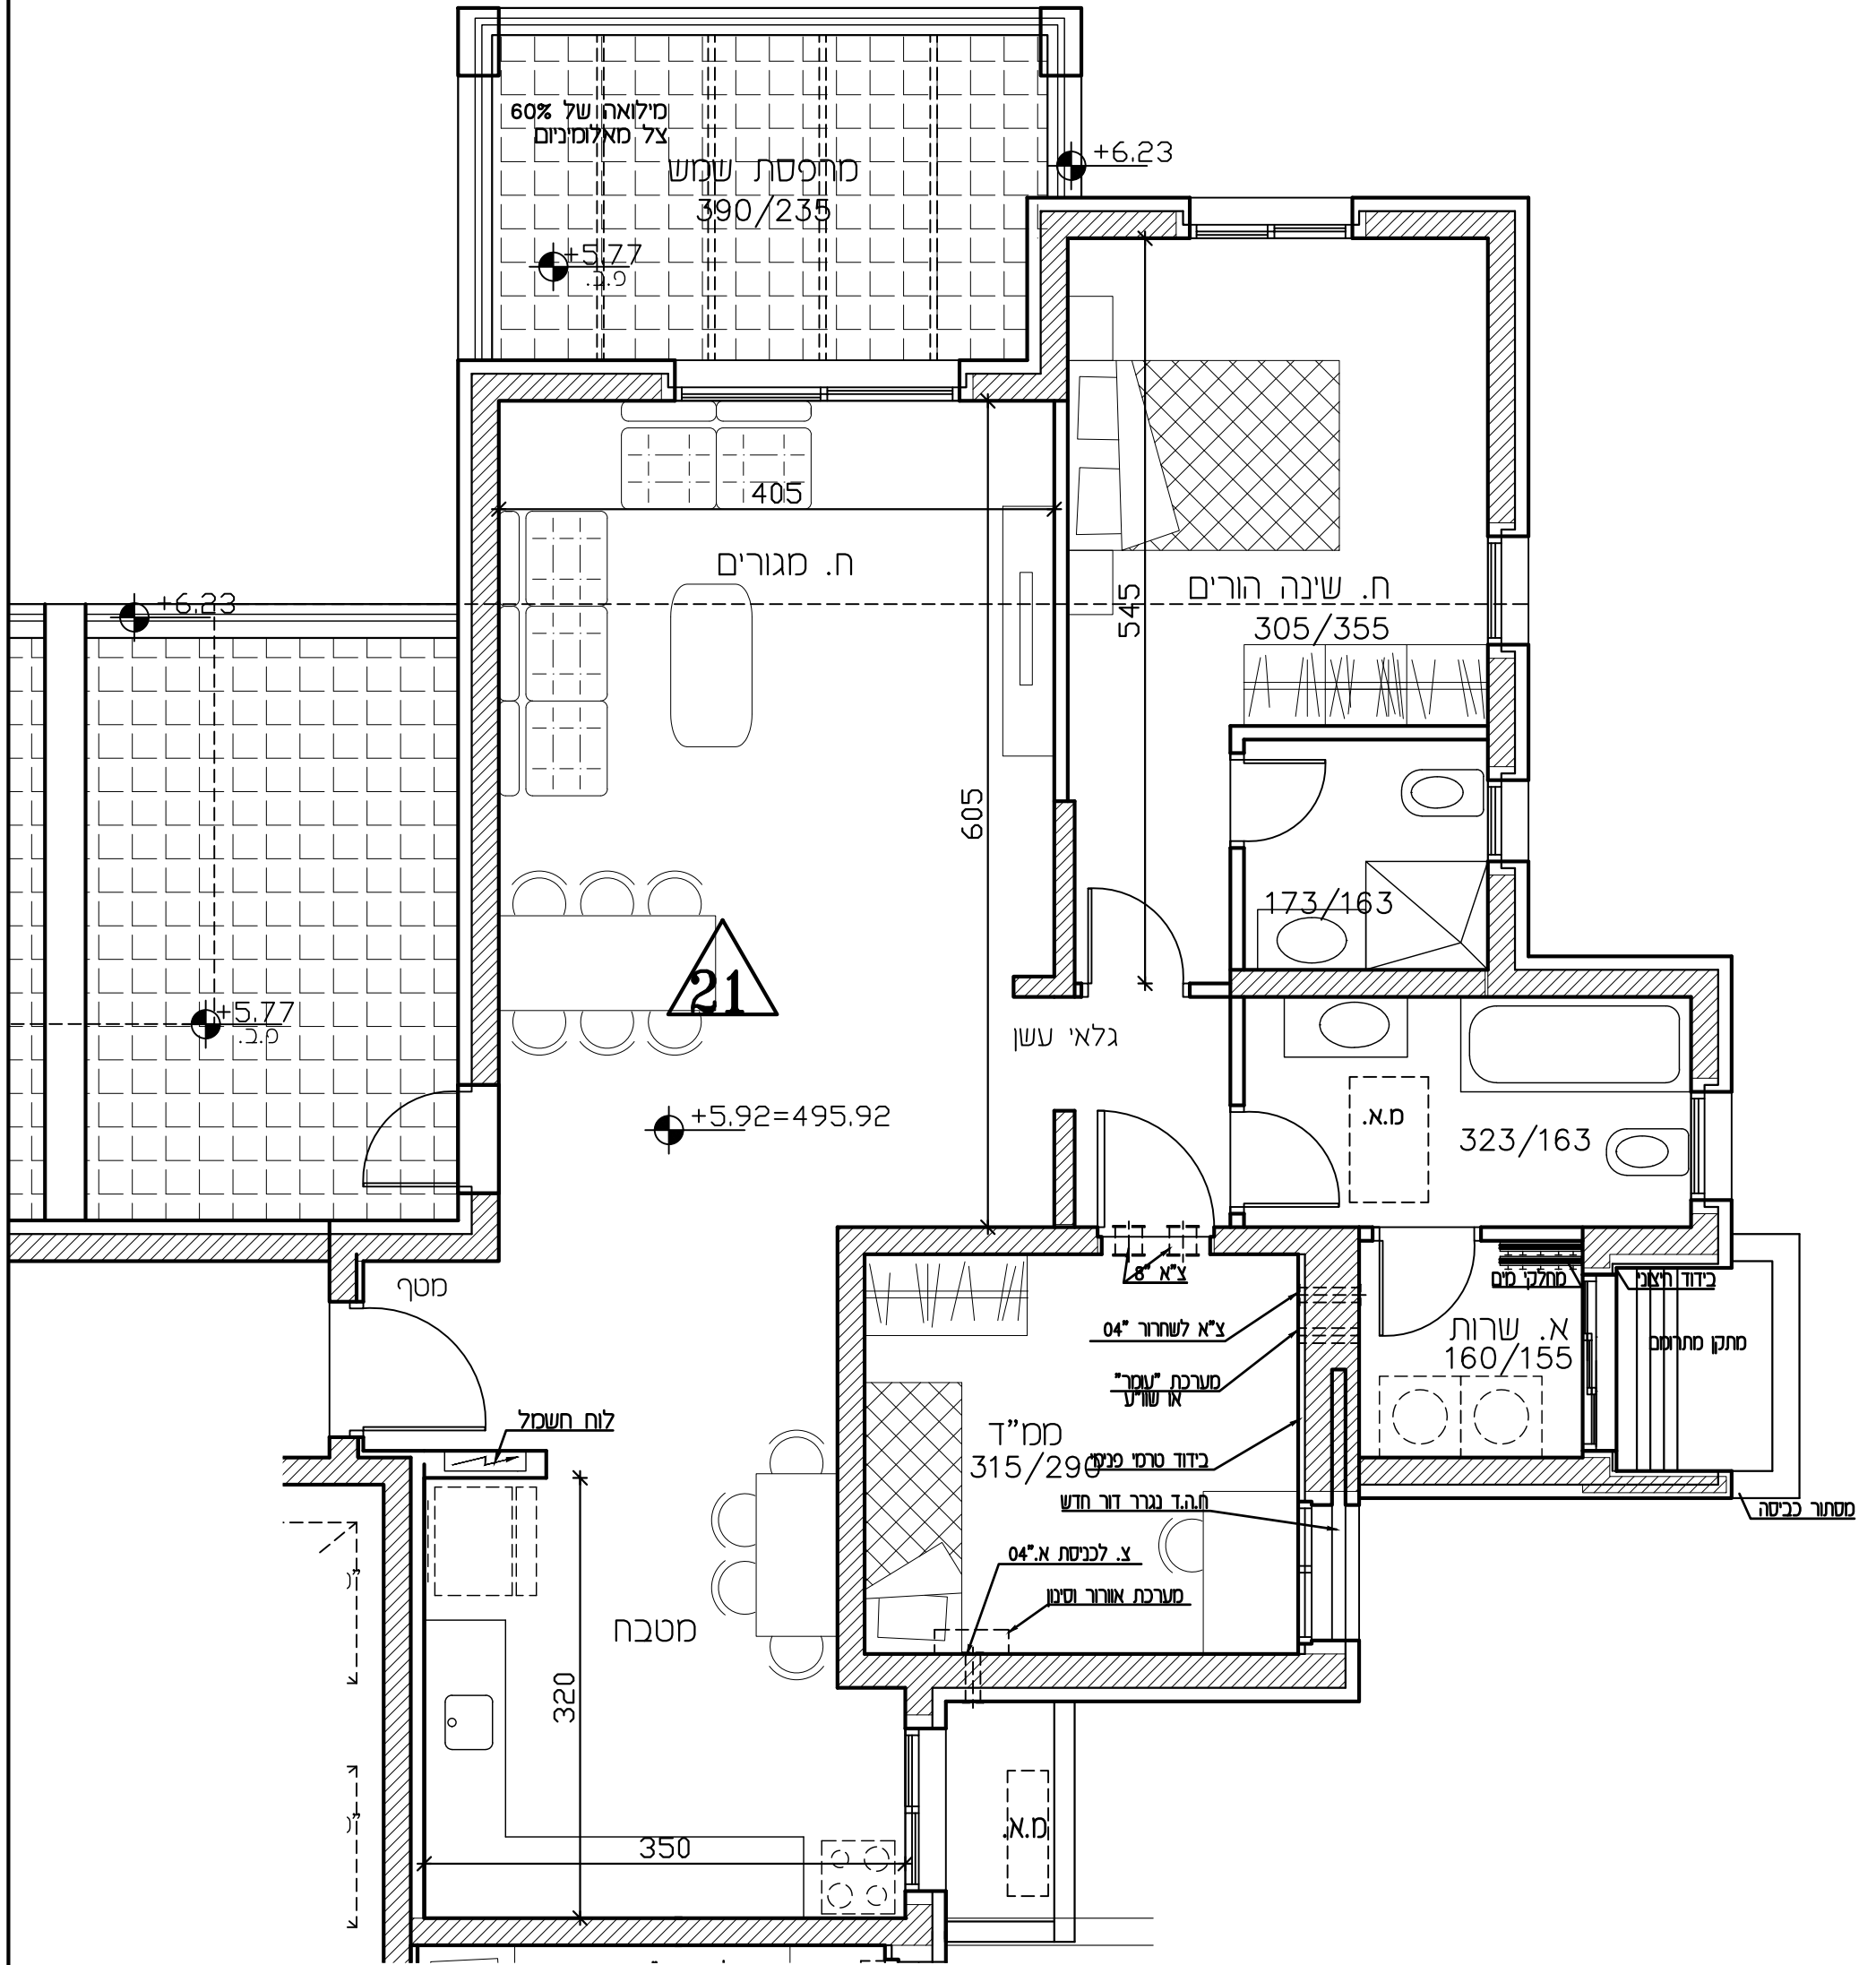 מילואה של 60%
צל מאלומיניום
מרפסת שמש
390/235
+6.23
+5.77
פ.ב.
405
ח. מגורים
545
ח. שינה הורים
305/355
+6.23
605
173/163
21
+5.77
פ.ב.
גלאי עשן
+5.92=495.92
מ.א.
323/163
מטף
צ"א 8"
מחלקי מים
בידוד חיצוני
צ"א לשחרור 04"
א. שרות
160/155
מתקן מתרומם
מערכת "עומר"
או שוו"ע
לוח חשמל
ממ"ד
315/290
בידוד טרמי פנימי
ח.ה.ד נגרר דור חדש
מסתור כביסה
צ. לכניסת א.04"
מערכת אוורור וסינון
מטבח
320
350
מ.א.